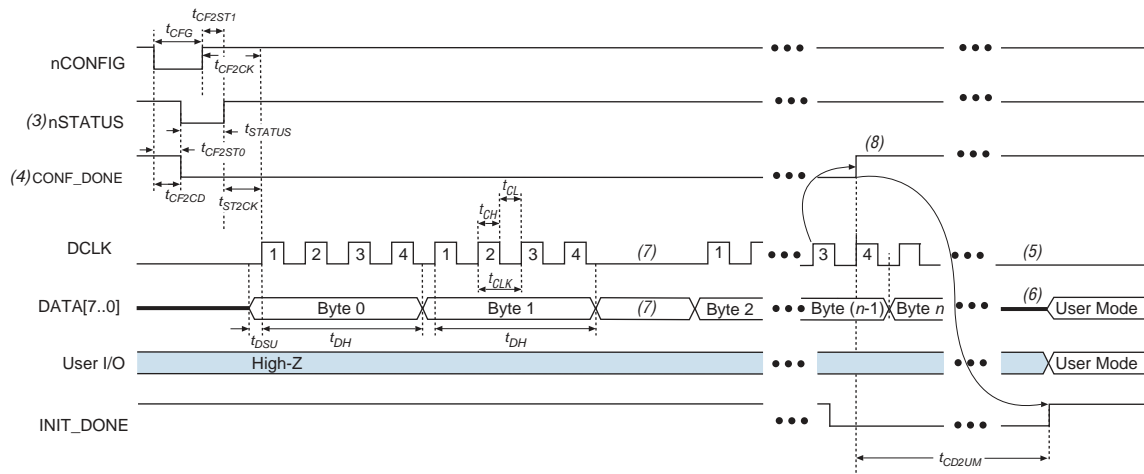 tCF2ST1
tCFG
nCONFIG
tCF2CK
(3) nSTATUS
tSTATUS
tCF2ST0
(8)
(4) CONF_DONE
tCF2CD
tST2CK
tCL
tCH
DCLK
1 2 3 4 1 2 3 4 (7) 1 3 4 (5)
tCLK
DATA[7..0]
Byte 0 Byte 1 (7) Byte 2 Byte (n-1) Byte n (6) User Mode
tDSU tDH tDH
User I/O High-Z User Mode
INIT_DONE
tCD2UM